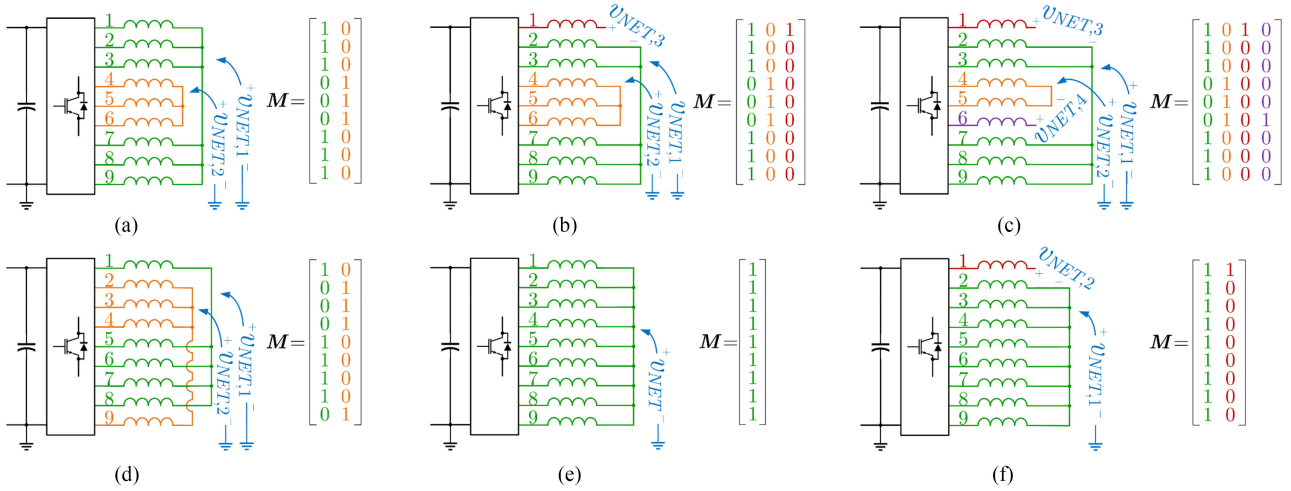 1
2
3
4
5
6
7
8
9
+ v_NET,2 −
+ v_NET,1 −
M =
1 0
1 0
1 0
0 1
0 1
0 1
1 0
1 0
1 0
(a)
1
2
3
4
5
6
7
8
9
+ v_NET,3 −
+ v_NET,2 −
+ v_NET,1 −
M =
1 0 1
1 0 0
1 0 0
0 1 0
0 1 0
0 1 0
1 0 0
1 0 0
1 0 0
(b)
1
2
3
4
5
6
7
8
9
+ v_NET,3 −
+ v_NET,4 −
+ v_NET,2 −
+ v_NET,1 −
M =
1 0 1 0
1 0 0 0
1 0 0 0
0 1 0 0
0 1 0 0
0 1 0 1
1 0 0 0
1 0 0 0
1 0 0 0
(c)
1
2
3
4
5
6
7
8
9
+ v_NET,2 −
+ v_NET,1 −
M =
1 0
0 1
0 1
0 1
1 0
1 0
1 0
1 0
0 1
(d)
1
2
3
4
5
6
7
8
9
+ v_NET −
M =
1
1
1
1
1
1
1
1
1
(e)
1
2
3
4
5
6
7
8
9
+ v_NET,2 −
+ v_NET,1 −
M =
1 1
1 0
1 0
1 0
1 0
1 0
1 0
1 0
1 0
(f)